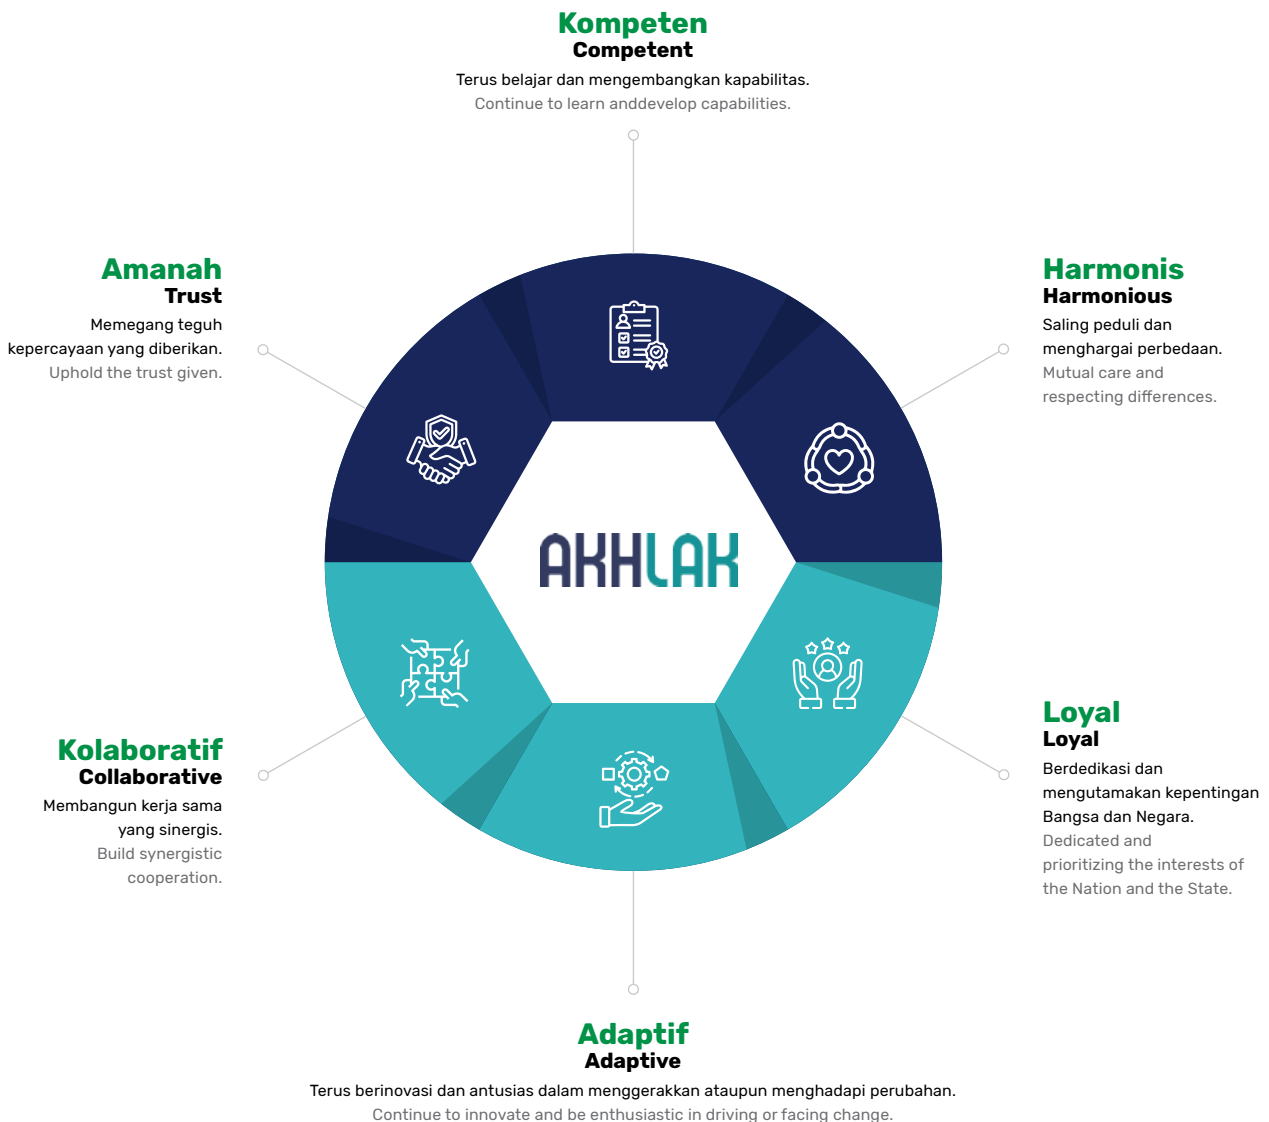 Kompeten
Competent
Terus belajar dan mengembangkan kapabilitas.
Continue to learn anddevelop capabilities.
Amanah
Trust
Memegang teguh
kepercayaan yang diberikan.
Uphold the trust given.
Harmonis
Harmonious
Saling peduli dan
menghargai perbedaan.
Mutual care and
respecting differences.
AKHLAK
Kolaboratif
Collaborative
Membangun kerja sama
yang sinergis.
Build synergistic
cooperation.
Loyal
Loyal
Berdedikasi dan
mengutamakan kepentingan
Bangsa dan Negara.
Dedicated and
prioritizing the interests of
the Nation and the State.
Adaptif
Adaptive
Terus berinovasi dan antusias dalam menggerakkan ataupun menghadapi perubahan.
Continue to innovate and be enthusiastic in driving or facing change.